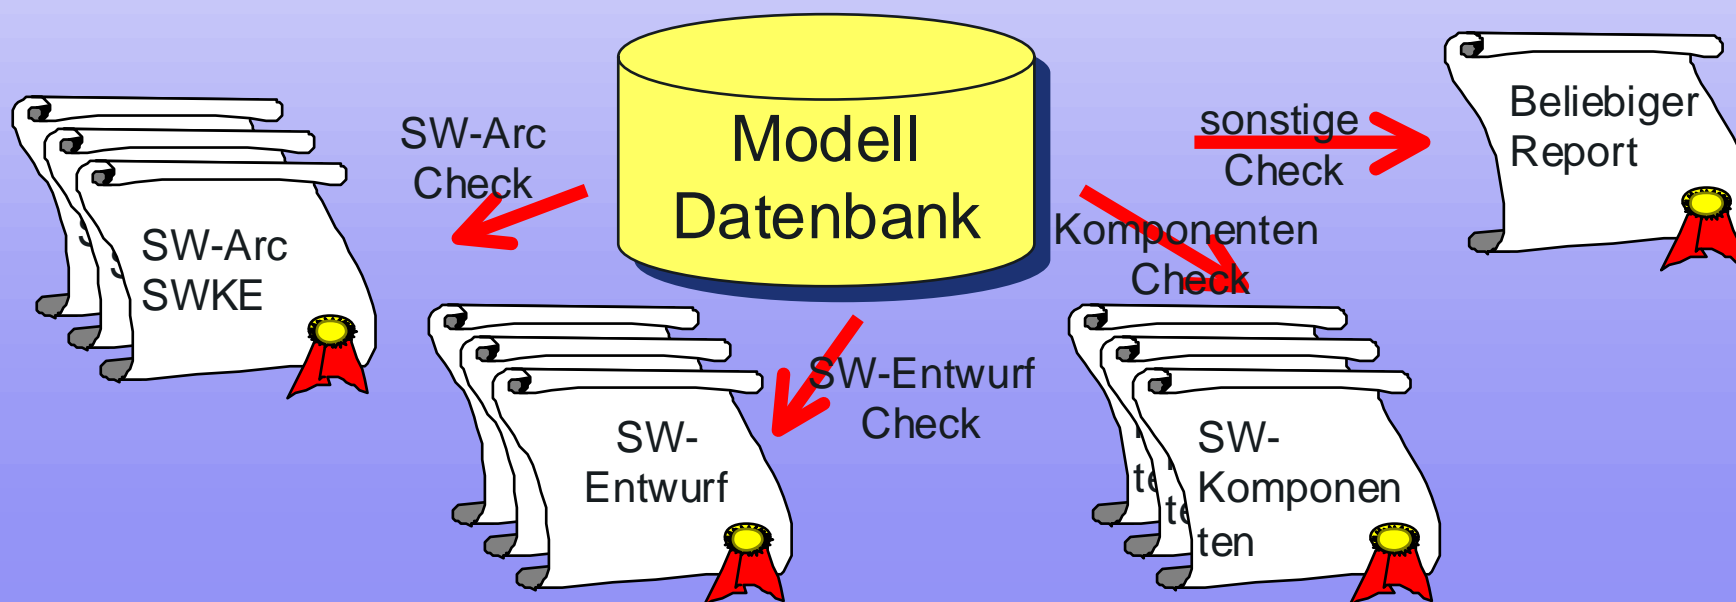 SW-Arc
Check
Modell
Datenbank
sonstige
Check
Beliebiger
Report
SW-Arc
SWKE
Komponenten
Check
SW-Entwurf
Check
SW-
Entwurf
SW-
Komponen
ten